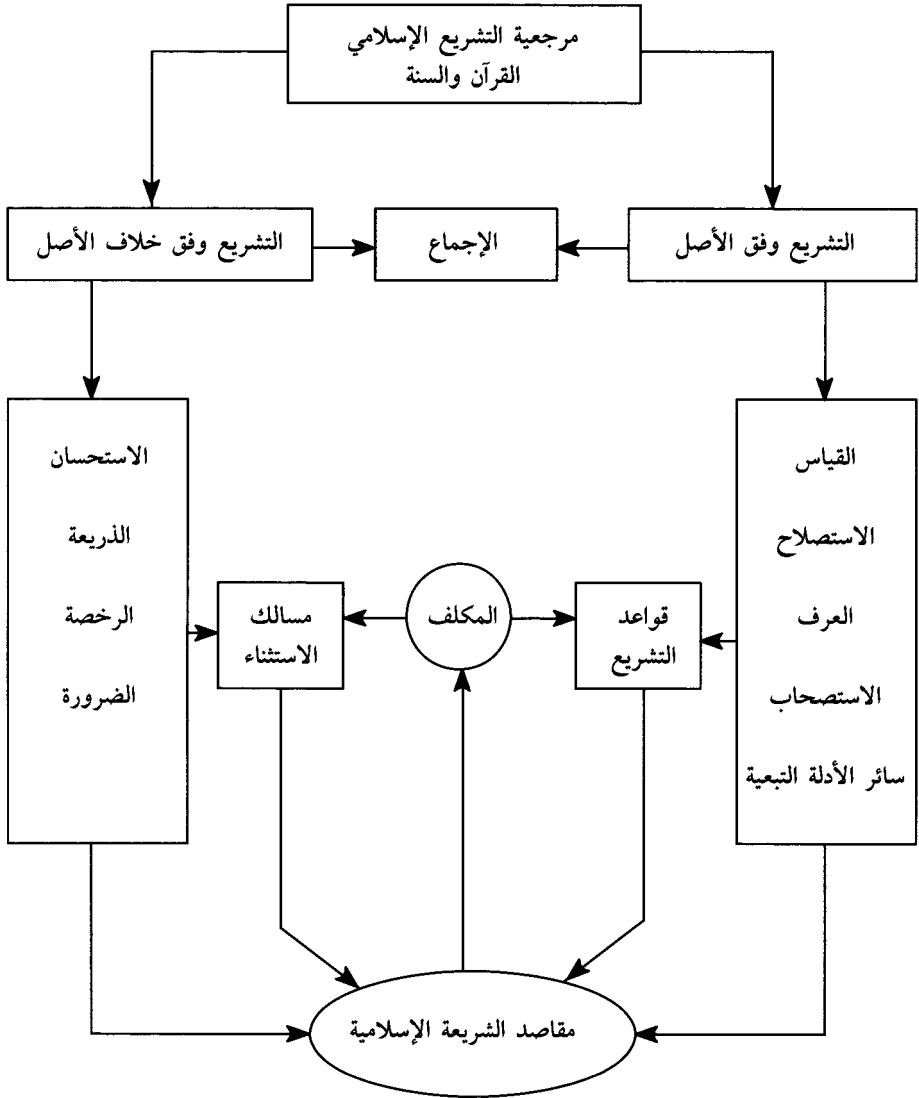 مرجعية التشريع الإسلامي
القرآن والسنة
التشريع وفق الأصل
الإجماع
التشريع وفق خلاف الأصل
القياس
الاستصلاح
العرف
الاستصحاب
سائر الأدلة التبعية
قواعد
التشريع
المكلف
مسالك
الاستثناء
الاستحسان
الذريعة
الرخصة
الضرورة
مقاصد الشريعة الإسلامية